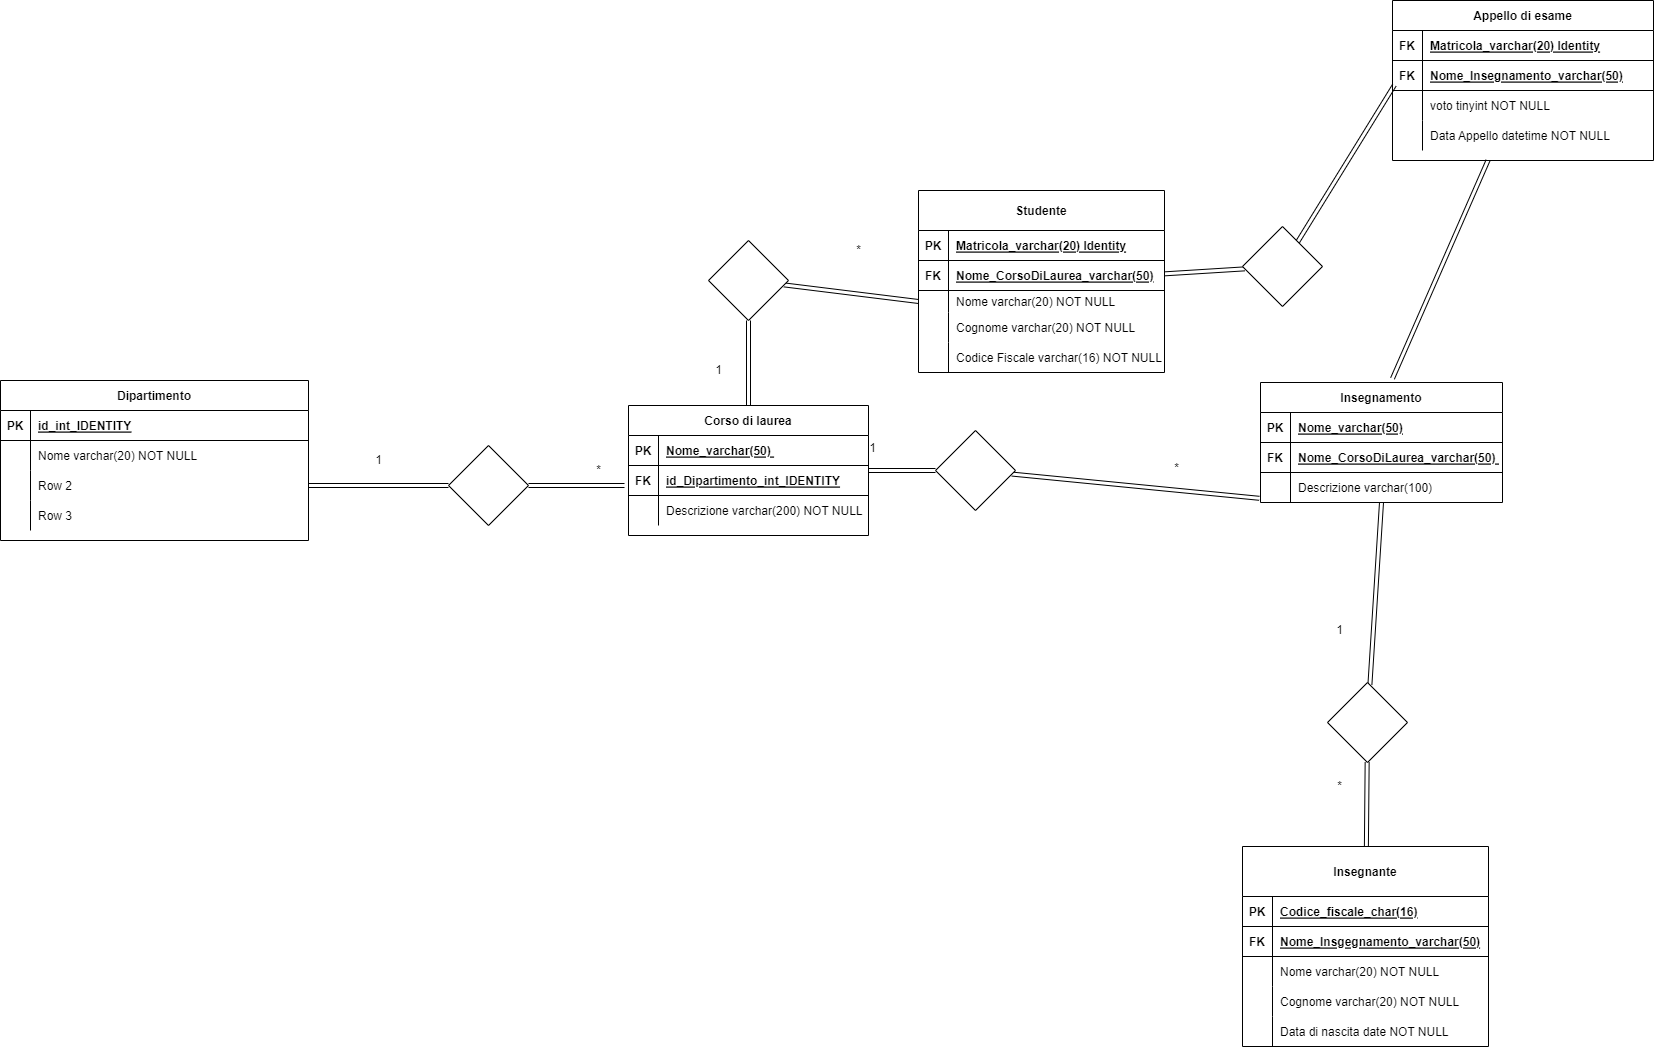 Appello di esame
FK Matricola_varchar(20) Identity
FK Nome_Insegnamento_varchar(50)
voto tinyint NOT NULL
Data Appello datetime NOT NULL
Studente
PK Matricola_varchar(20) Identity
FK Nome_CorsoDiLaurea_varchar(50)
Nome varchar(20) NOT NULL
Cognome varchar(20) NOT NULL
Codice Fiscale varchar(16) NOT NULL
*
1
Dipartimento
PK id_int_IDENTITY
Nome varchar(20) NOT NULL
Row 2
Row 3
1
*
Corso di laurea
PK Nome_varchar(50)
FK id_Dipartimento_int_IDENTITY
Descrizione varchar(200) NOT NULL
1
*
Insegnamento
PK Nome_varchar(50)
FK Nome_CorsoDiLaurea_varchar(50)
Descrizione varchar(100)
1
*
Insegnante
PK Codice_fiscale_char(16)
FK Nome_Insgegnamento_varchar(50)
Nome varchar(20) NOT NULL
Cognome varchar(20) NOT NULL
Data di nascita date NOT NULL